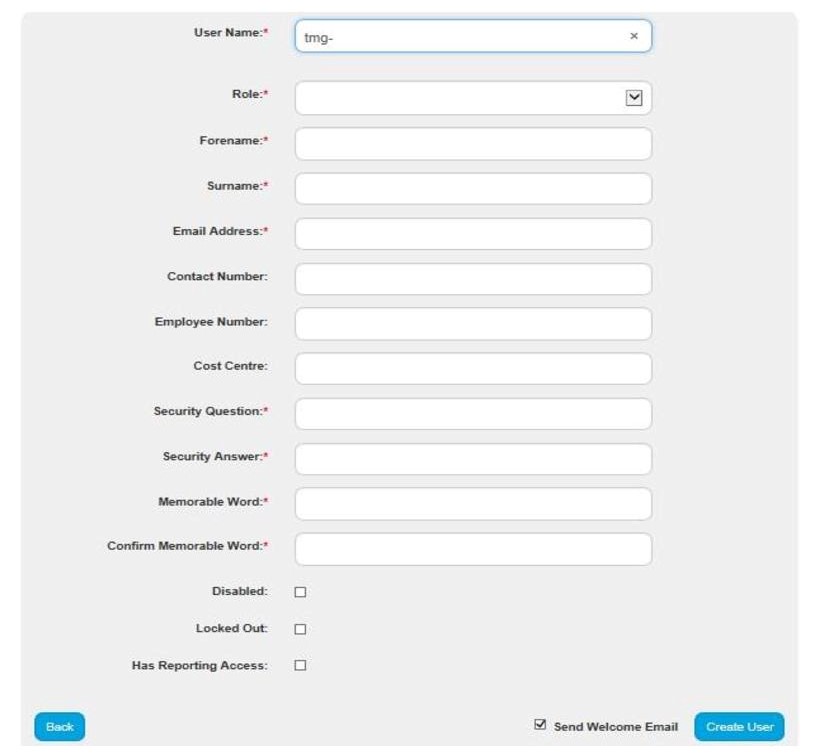 User Name:*
tmg-
×
Role:*
Forename:*
Surname:*
Email Address:*
Contact Number:
Employee Number:
Cost Centre:
Security Question:*
Security Answer:*
Memorable Word:*
Confirm Memorable Word:*
Disabled:
Locked Out:
Has Reporting Access:
Back
Send Welcome Email
Create User